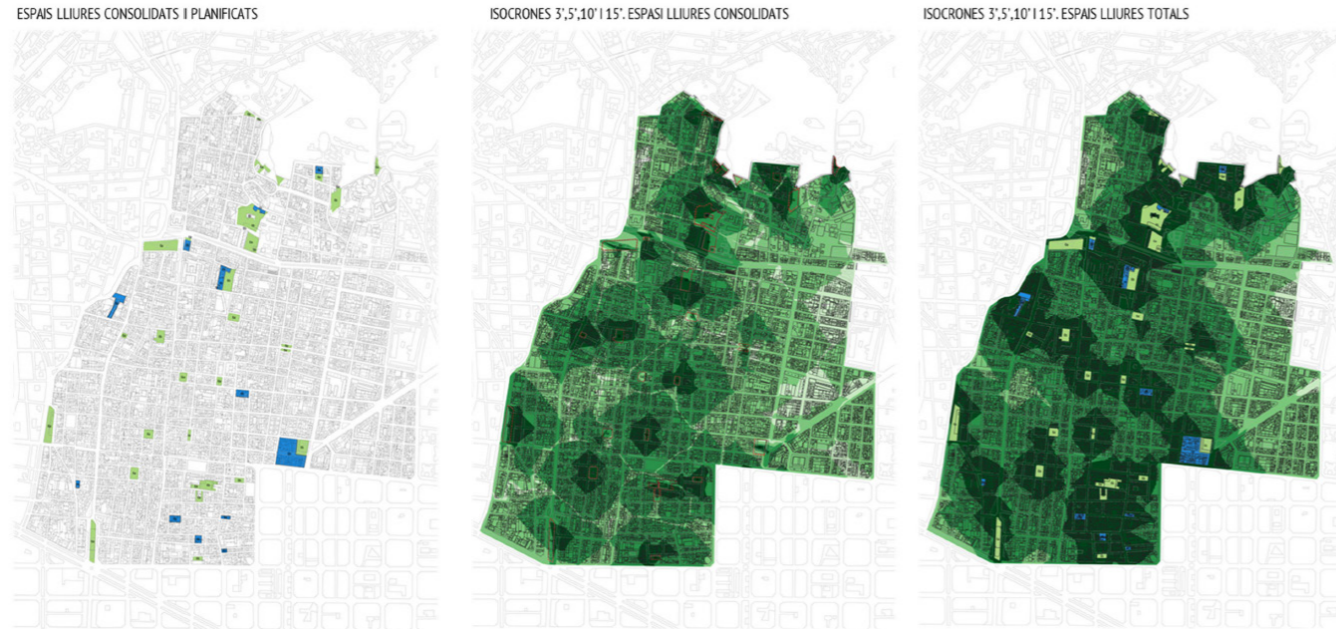 ESPAIS LLIURES CONSOLIDATS II PLANIFICATS
ISOCRONES 3',5',10' I 15'. ESPASI LLIURES CONSOLIDATS
ISOCRONES 3',5',10' I 15'. ESPAIS LLIURES TOTALS